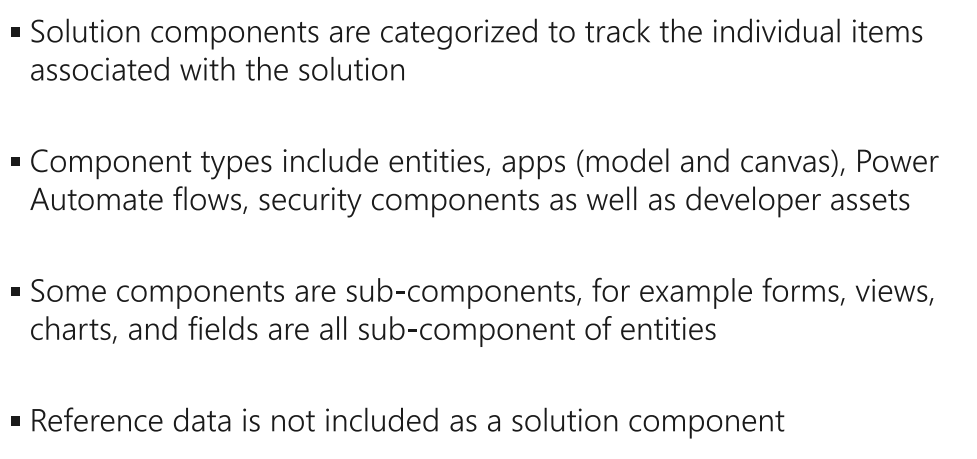 ▪ Solution components are categorized to track the individual items
associated with the solution
▪ Component types include entities, apps (model and canvas), Power
Automate flows, security components as well as developer assets
▪ Some components are sub-components, for example forms, views,
charts, and fields are all sub-component of entities
▪ Reference data is not included as a solution component